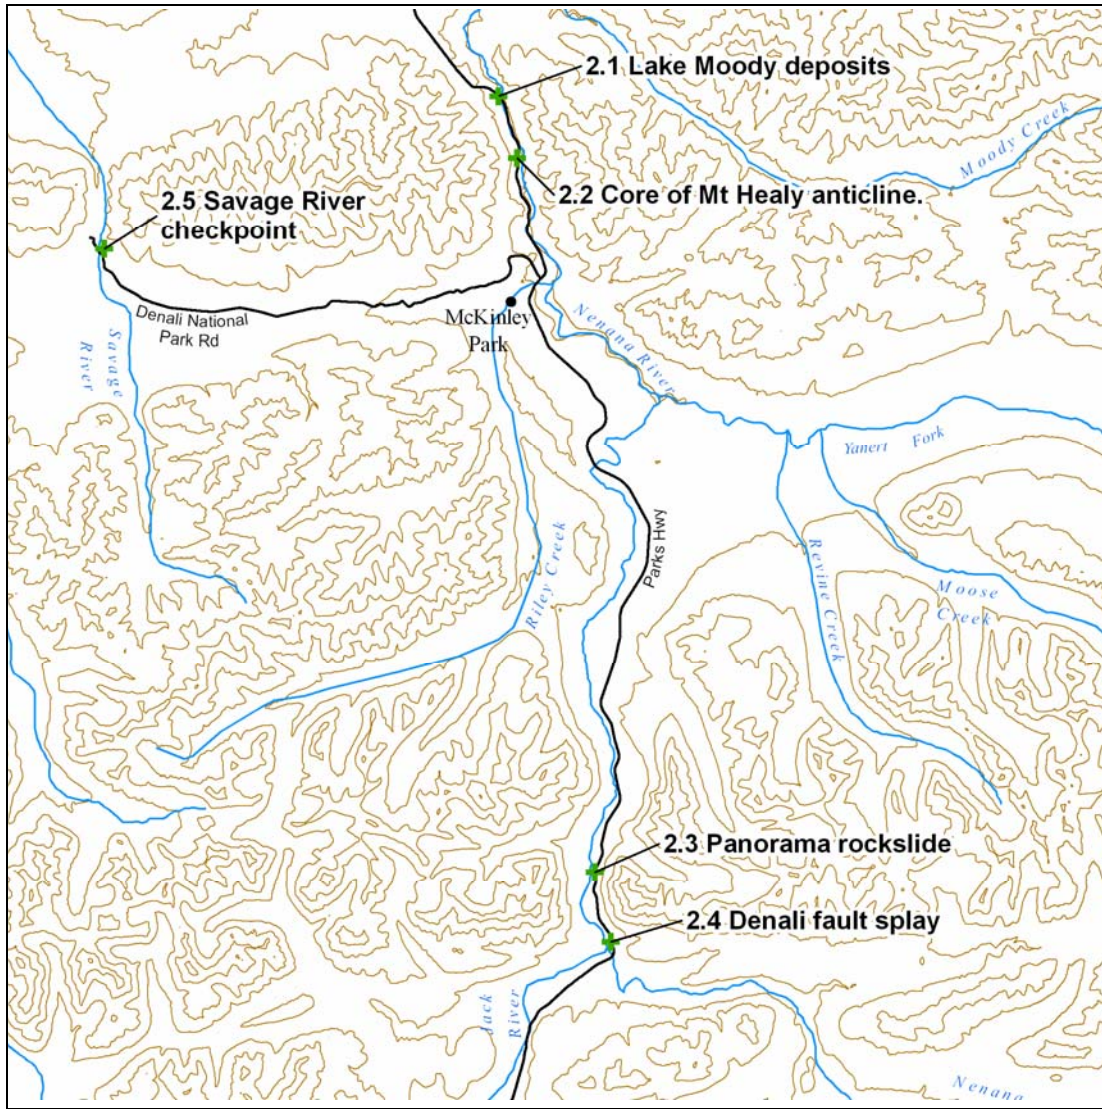 2.1 Lake Moody deposits
Moody Creek
2.2 Core of Mt Healy anticline.
2.5 Savage River
checkpoint
Denali National
Park Rd
McKinley
Park
Nenana River
Savage
River
Yanert Fork
Parks Hwy
Riley Creek
Revine Creek
Moose
Creek
2.3 Panorama rockslide
2.4 Denali fault splay
Jack
River
Nenana